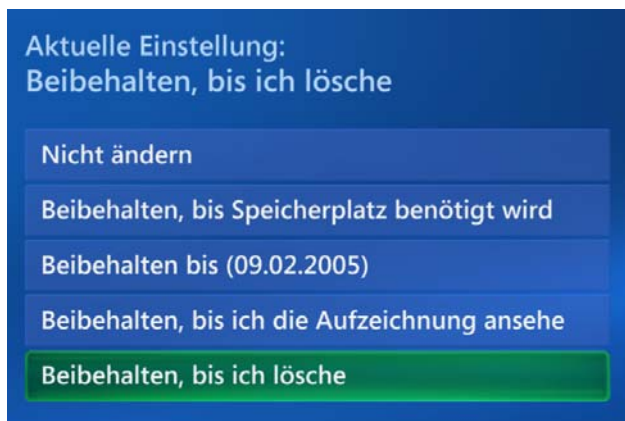 Aktuelle Einstellung:
Beibehalten, bis ich lösche
Nicht ändern
Beibehalten, bis Speicherplatz benötigt wird
Beibehalten bis (09.02.2005)
Beibehalten, bis ich die Aufzeichnung ansehe
Beibehalten, bis ich lösche